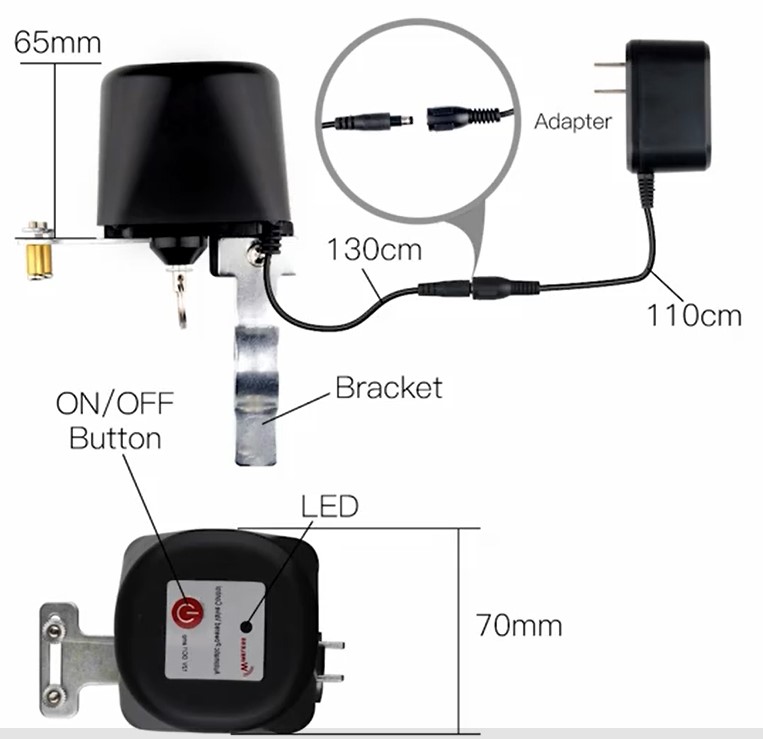 65mm
Adapter
130cm
110cm
Bracket
ON/OFF
Button
LED
70mm